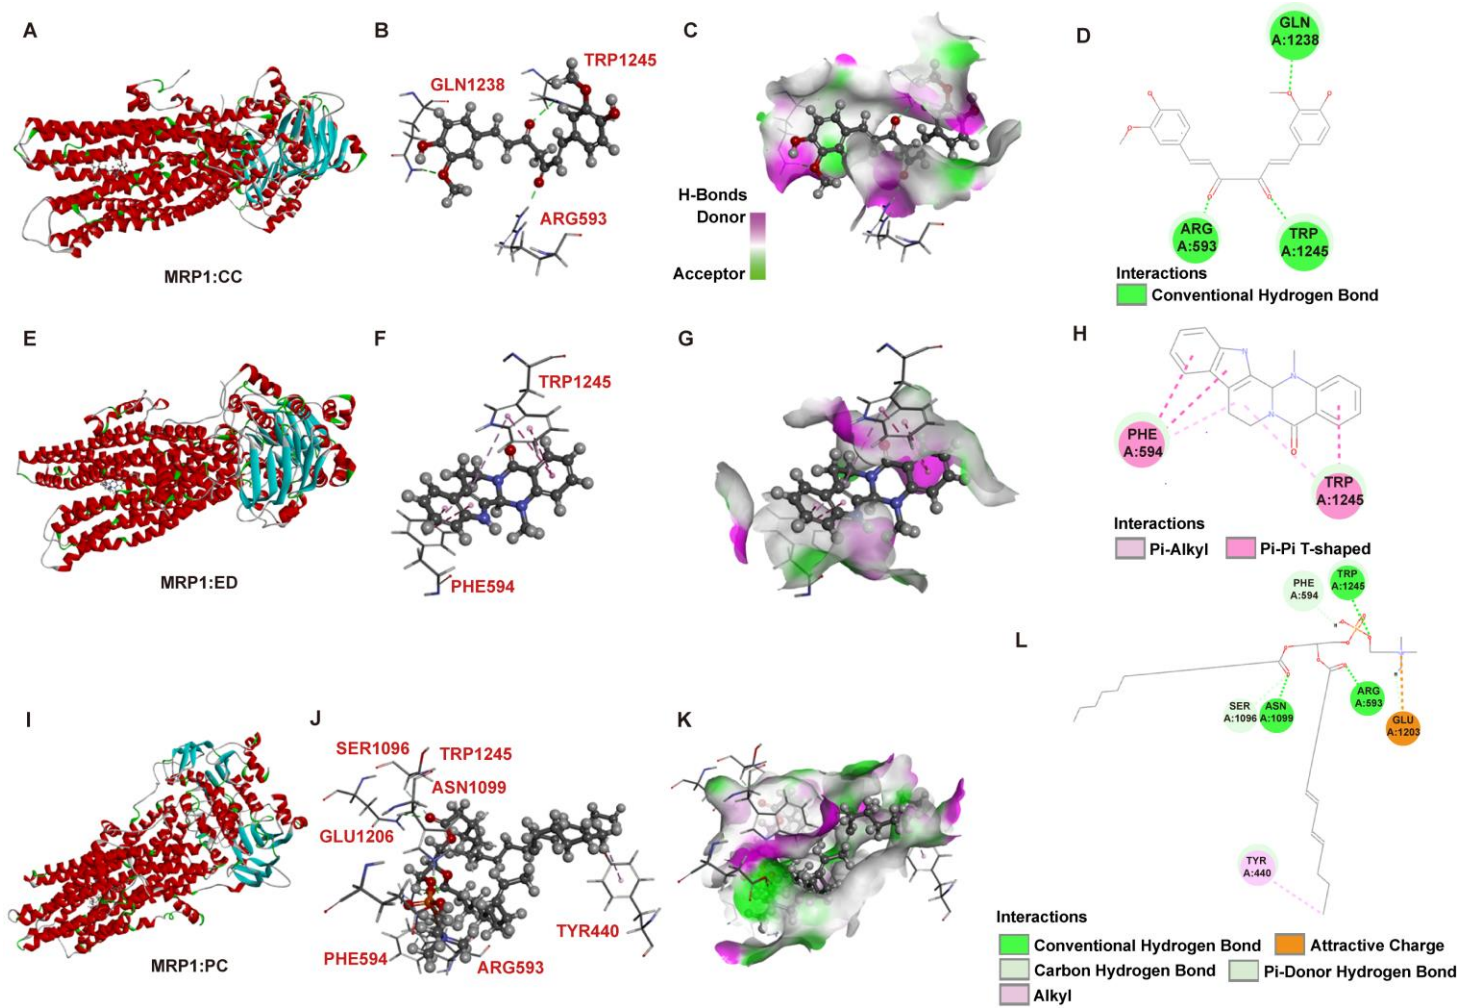 A
B
C
D
GLN1238
TRP1245
ARG593
MRP1:CC
H-Bonds
Donor
Acceptor
GLN
A:1238
ARG
A:593
TRP
A:1245
Interactions
Conventional Hydrogen Bond
E
F
G
H
TRP1245
PHE594
MRP1:ED
PHE
A:594
TRP
A:1245
Interactions
Pi-Alkyl
Pi-Pi T-shaped
I
J
K
L
MRP1:PC
SER1096
TRP1245
ASN1099
GLU1206
PHE594
ARG593
TYR440
PHE
A:594
TRP
A:1245
SER
A:1096
ASN
A:1099
ARG
A:593
GLU
A:1203
TYR
A:440
Interactions
Conventional Hydrogen Bond
Attractive Charge
Carbon Hydrogen Bond
Pi-Donor Hydrogen Bond
Alkyl